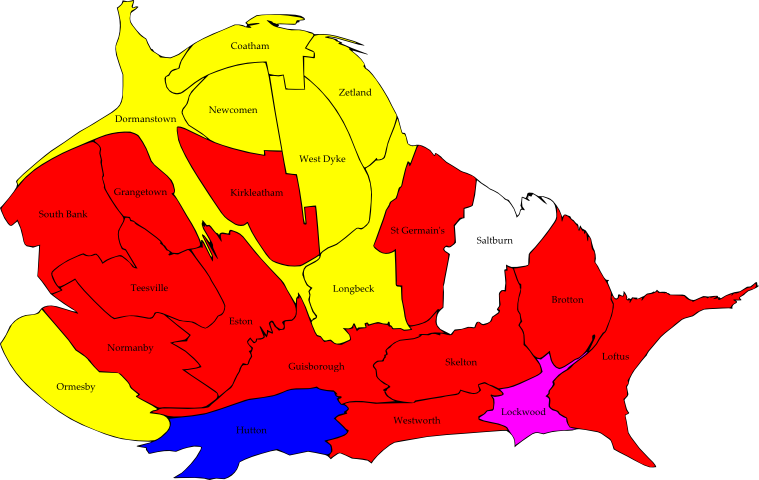 Coatham
Zetland
Newcomen
Dormanstown
West Dyke
Grangetown
Kirkleatham
South Bank
St Germain's
Saltburn
Teesville
Longbeck
Brotton
Eston
Normanby
Loftus
Skelton
Guisborough
Ormesby
Lockwood
Westworth
Hutton